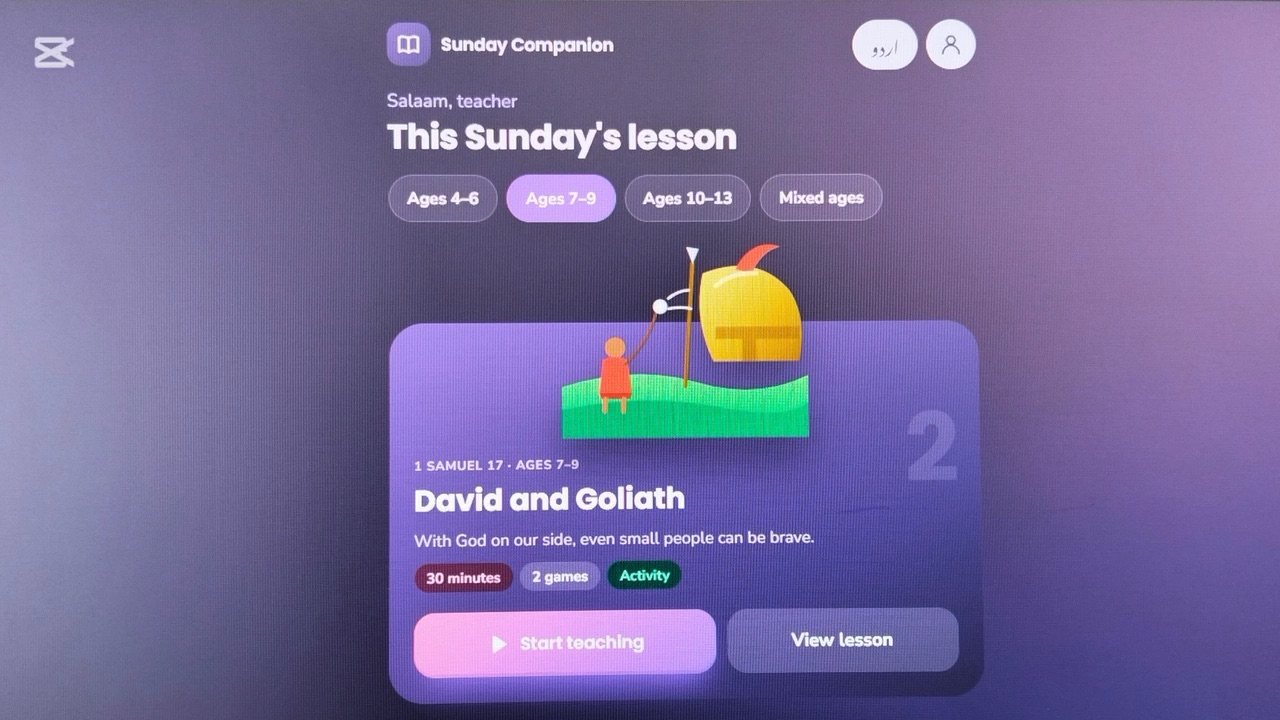 Sunday Companion
اردو
Salaam, teacher
This Sunday's lesson
Ages 4–6
Ages 7–9
Ages 10–13
Mixed ages
2
1 SAMUEL 17 · AGES 7–9
David and Goliath
With God on our side, even small people can be brave.
30 minutes
2 games
Activity
Start teaching
View lesson